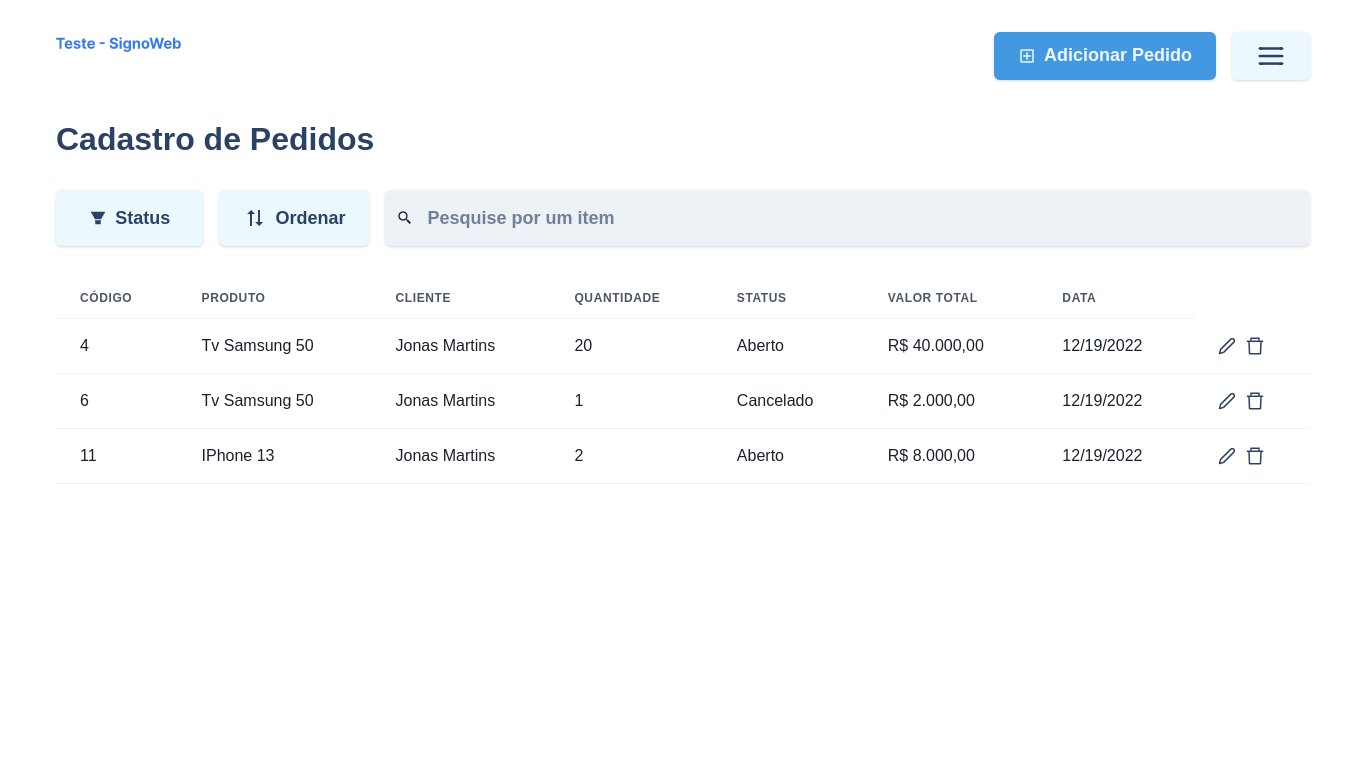 Teste - SignoWeb
Adicionar Pedido
Cadastro de Pedidos
Status
Ordenar
Pesquise por um item
CÓDIGO PRODUTO CLIENTE QUANTIDADE STATUS VALOR TOTAL DATA
4 Tv Samsung 50 Jonas Martins 20 Aberto R$ 40.000,00 12/19/2022
6 Tv Samsung 50 Jonas Martins 1 Cancelado R$ 2.000,00 12/19/2022
11 IPhone 13 Jonas Martins 2 Aberto R$ 8.000,00 12/19/2022